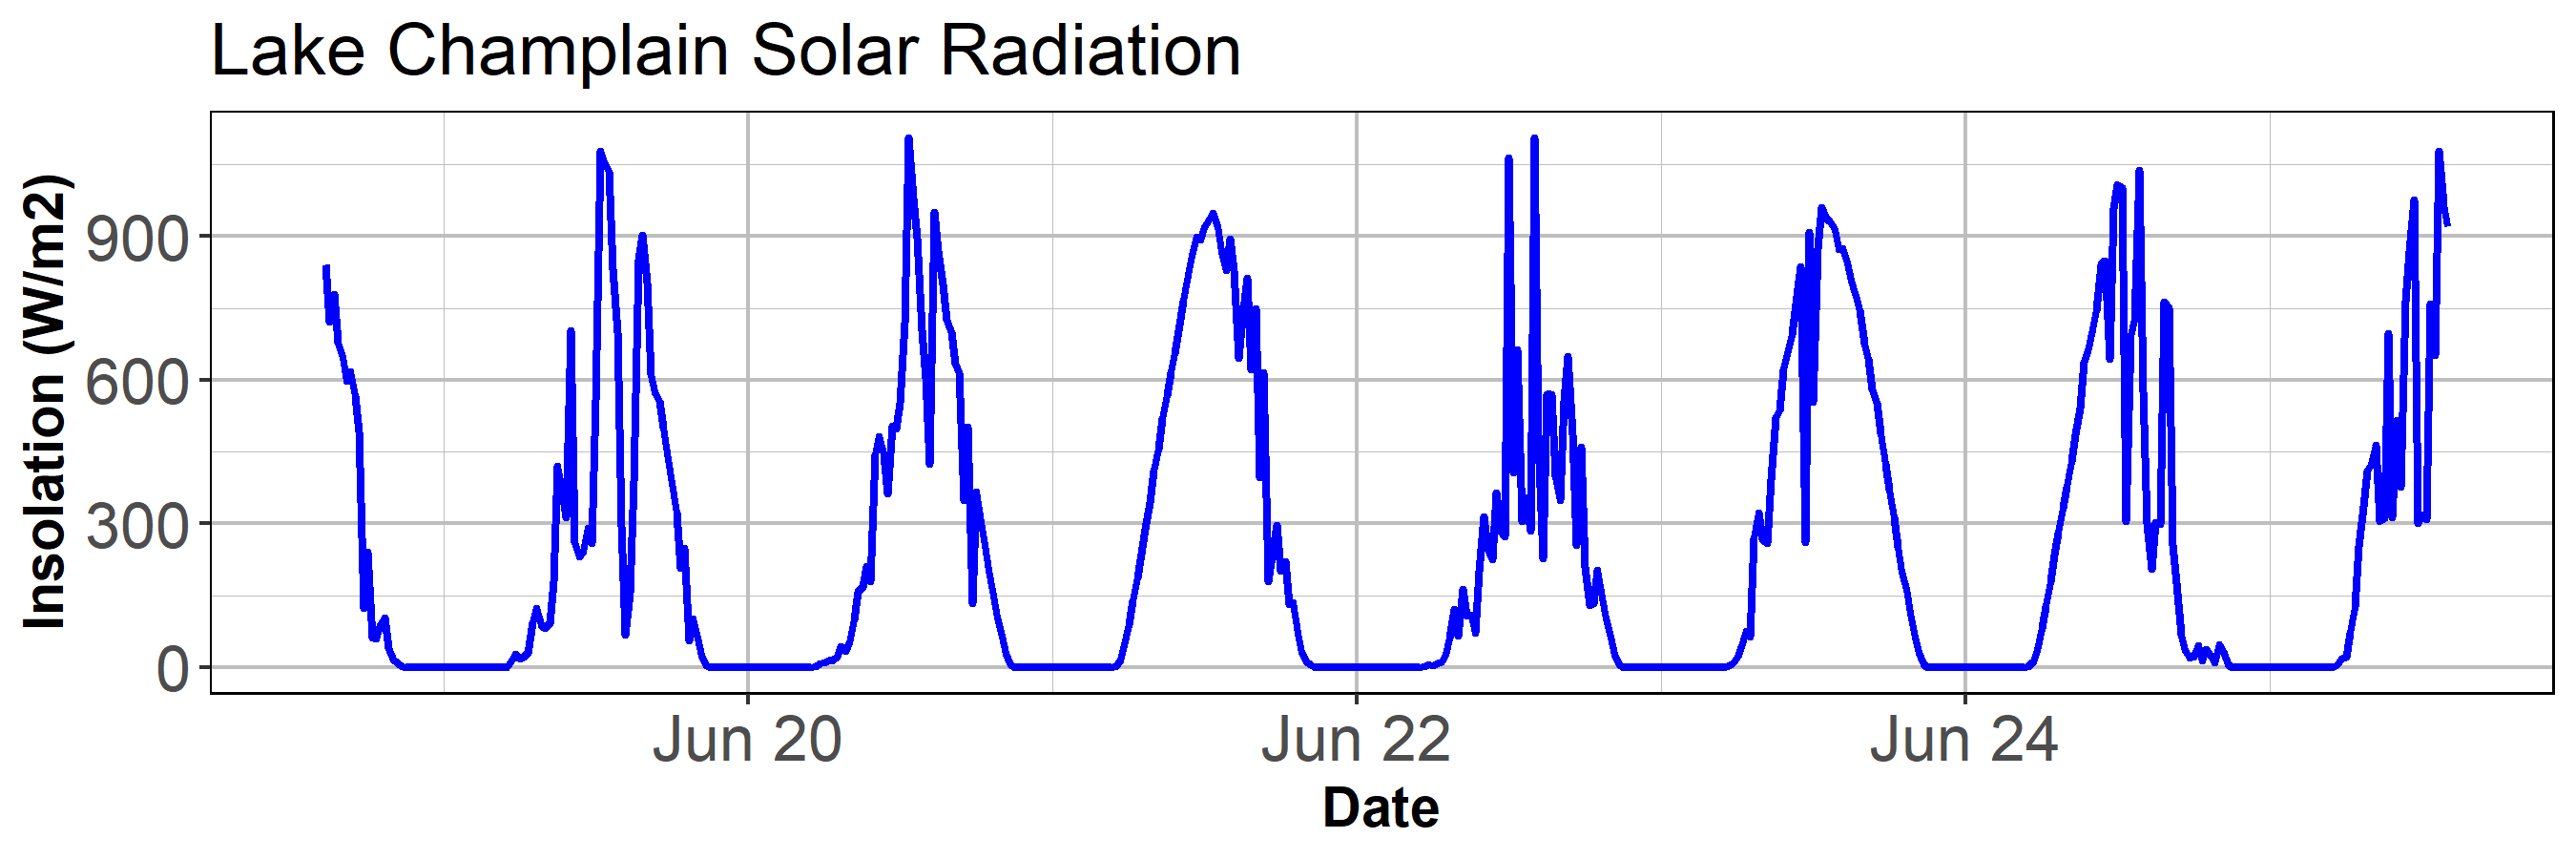 Lake Champlain Solar Radiation
Insolation (W/m2)
900
600
300
0
Jun 20
Jun 22
Jun 24
Date